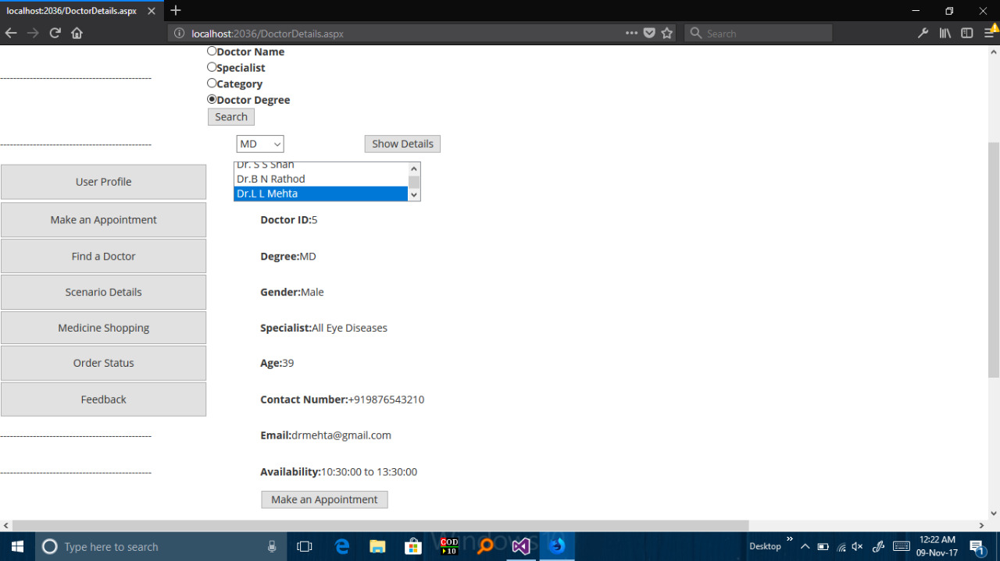 localhost:2036/DoctorDetails.aspx
localhost:2036/DoctorDetails.aspx
Search
Doctor Name
Specialist
---------------------------------------------
Category
Doctor Degree
Search
---------------------------------------------
MD
Show Details
Dr. S S Shah
Dr.B N Rathod
Dr.L L Mehta
User Profile
Make an Appointment
Find a Doctor
Scenario Details
Medicine Shopping
Order Status
Feedback
---------------------------------------------
---------------------------------------------
Doctor ID:5
Degree:MD
Gender:Male
Specialist:All Eye Diseases
Age:39
Contact Number:+919876543210
Email:drmehta@gmail.com
Availability:10:30:00 to 13:30:00
Make an Appointment
Type here to search
COD
10
Desktop
12:22 AM
09-Nov-17
1